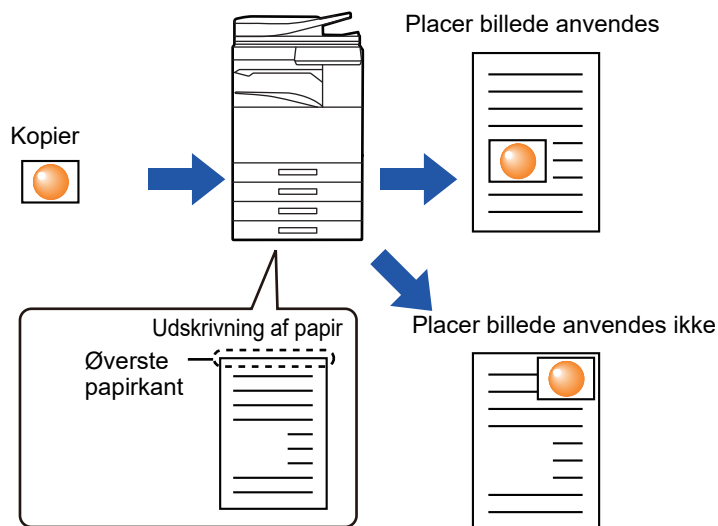 Placer billede anvendes
Kopier
Udskrivning af papir
Øverste
papirkant
Placer billede anvendes ikke